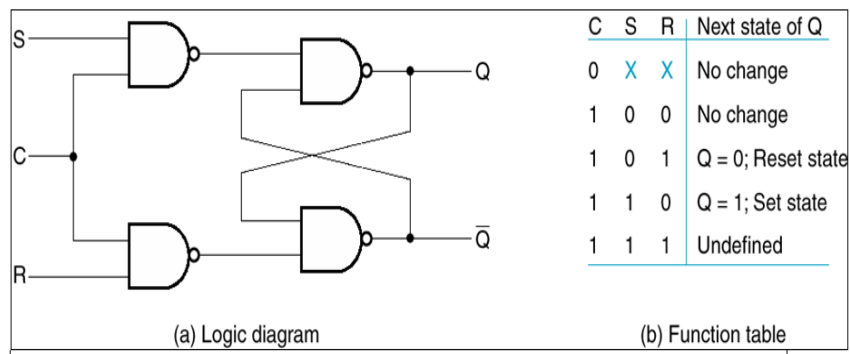 S
C
R
Q
Q̅
(a) Logic diagram
C S R Next state of Q
0 X X No change
1 0 0 No change
1 0 1 Q = 0; Reset state
1 1 0 Q = 1; Set state
1 1 1 Undefined
(b) Function table